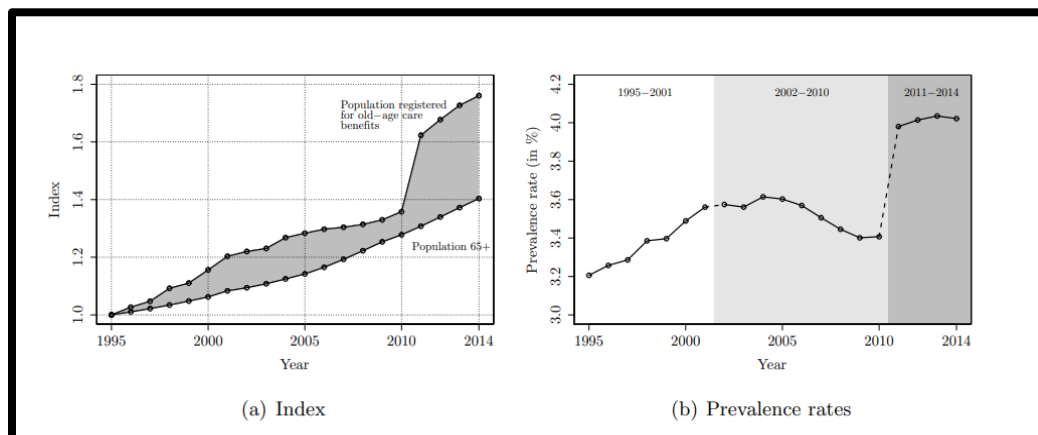 1.8
1.6
1.4
1.2
1.0
Index
Population registered
for old−age care
benefits
Population 65+
1995
2000
2005
2010
2014
Year
(a) Index
4.2
4.0
3.8
3.6
3.4
3.2
3.0
Prevalence rate (in %)
1995−2001
2002−2010
2011−2014
1995
2000
2005
2010
2014
Year
(b) Prevalence rates